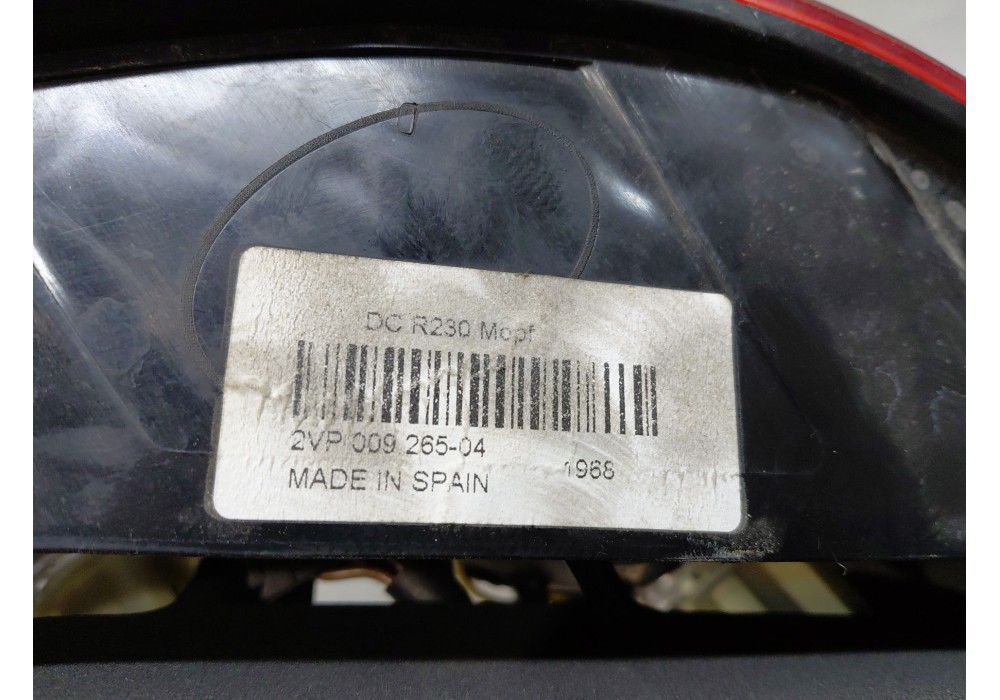 DC R230 Mopf
2VP 009 265-04
1968
MADE IN SPAIN